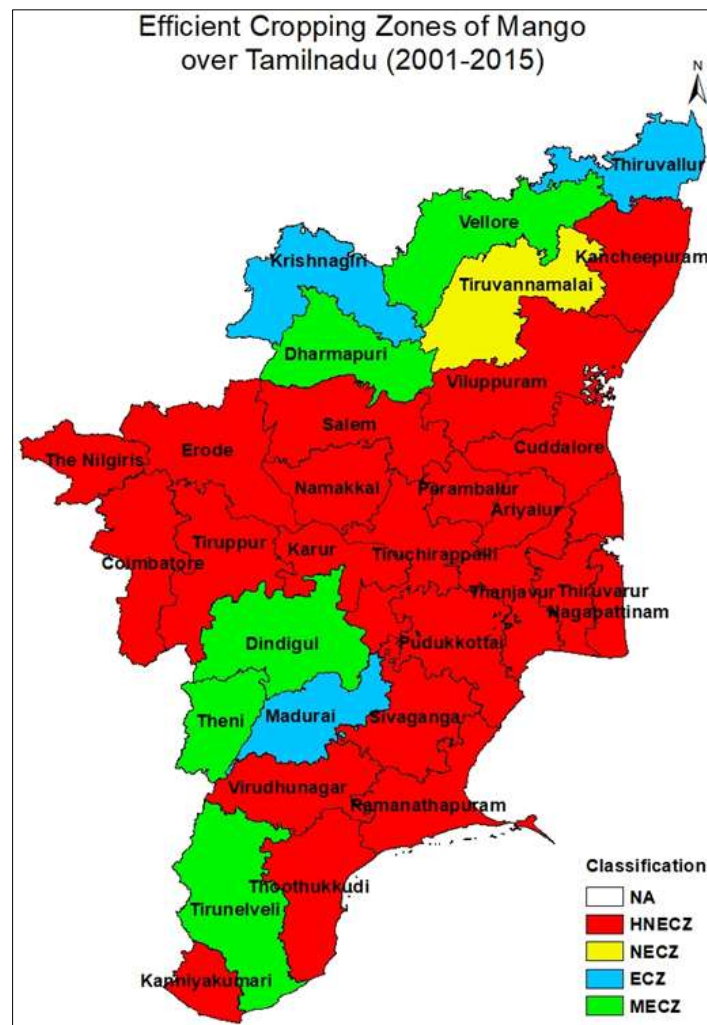 Efficient Cropping Zones of Mango
over Tamilnadu (2001-2015)
N
Thiruvallur
Vellore
Kancheepuram
Krishnagiri
Tiruvannamalai
Dharmapuri
Viluppuram
Salem
Cuddalore
Erode
The Nilgiris
Namakkal
Perambalur
Ariyalur
Tiruppur
Karur
Tiruchirappalli
Coimbatore
Thanjavur
Thiruvarur
Nagapattinam
Dindigul
Pudukkottai
Theni
Madurai
Sivaganga
Virudhunagar
Ramanathapuram
Thoothukkudi
Tirunelveli
Kanniyakumari
Classification
NA
HNECZ
NECZ
ECZ
MECZ